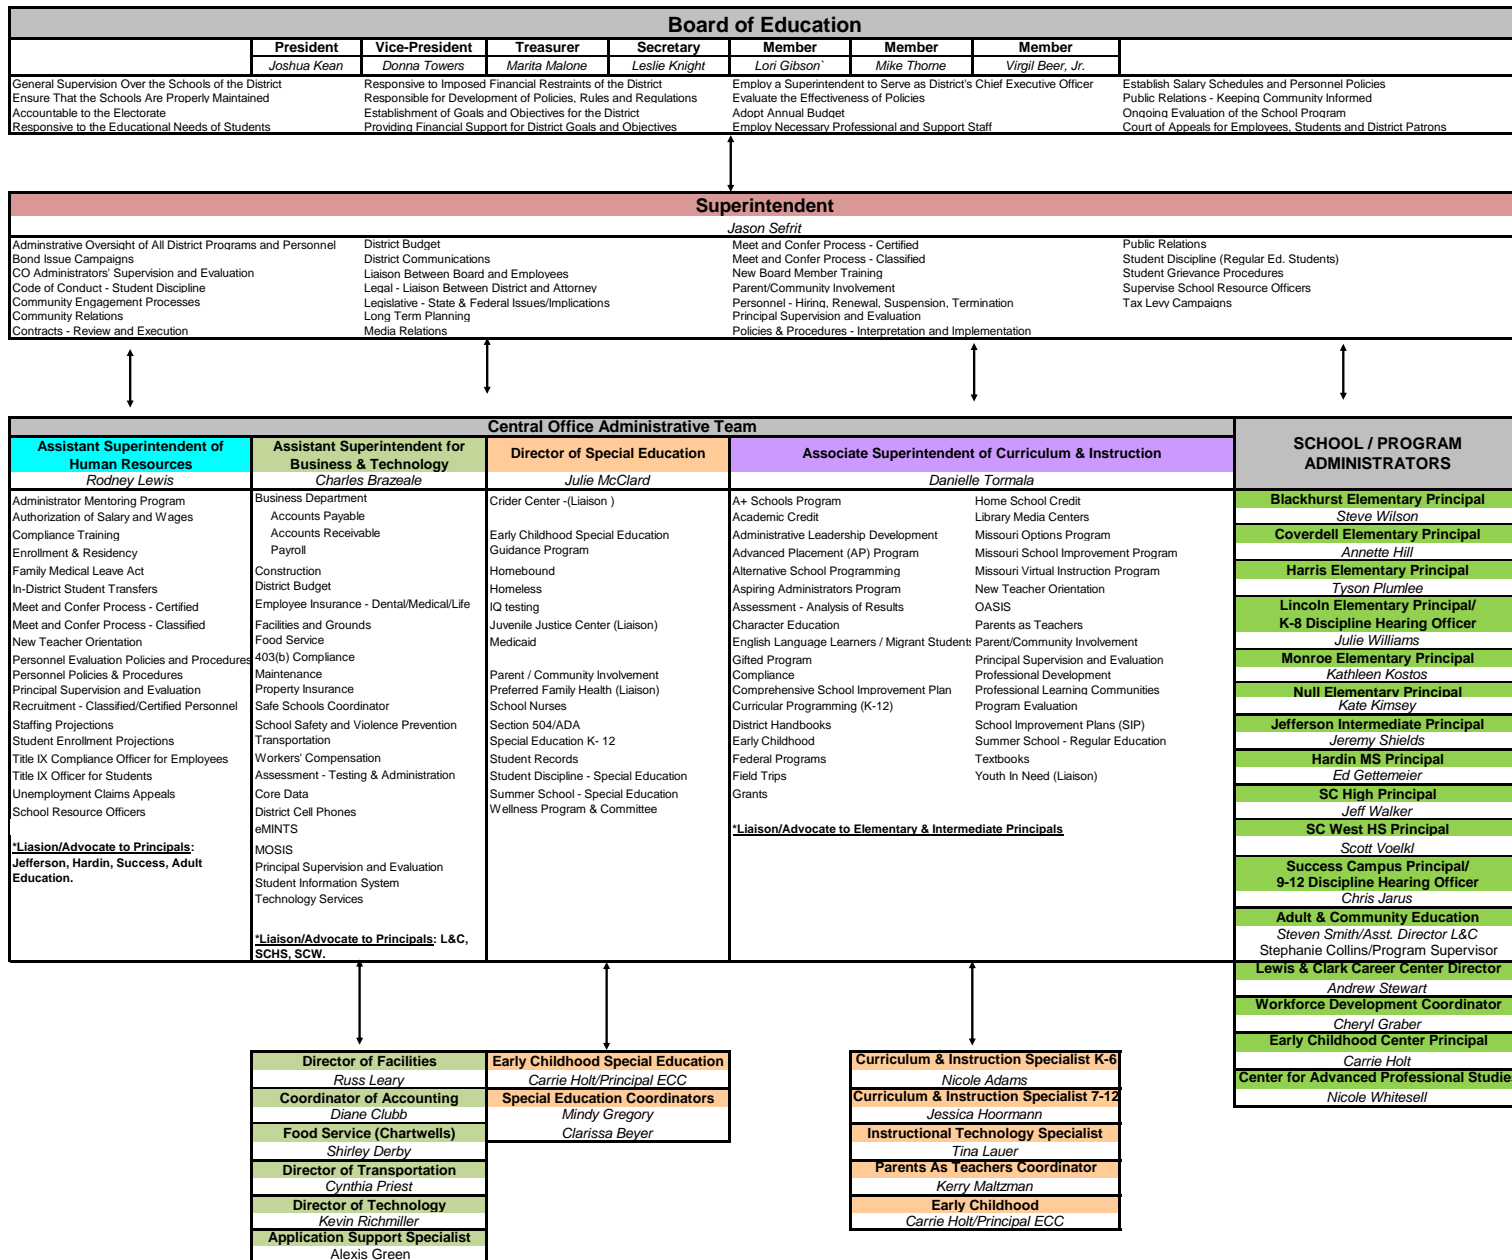 Board of Education
President Vice-President Treasurer Secretary Member Member Member
Joshua Kean Donna Towers Marita Malone Leslie Knight Lori Gibson` Mike Thorne Virgil Beer, Jr.
General Supervision Over the Schools of the District
Ensure That the Schools Are Properly Maintained
Accountable to the Electorate
Responsive to the Educational Needs of Students
Responsive to Imposed Financial Restraints of the District
Responsible for Development of Policies, Rules and Regulations
Establishment of Goals and Objectives for the District
Providing Financial Support for District Goals and Objectives
Employ a Superintendent to Serve as District's Chief Executive Officer
Evaluate the Effectiveness of Policies
Adopt Annual Budget
Employ Necessary Professional and Support Staff
Establish Salary Schedules and Personnel Policies
Public Relations - Keeping Community Informed
Ongoing Evaluation of the School Program
Court of Appeals for Employees, Students and District Patrons
Superintendent
Jason Sefrit
Adminstrative Oversight of All District Programs and Personnel
Bond Issue Campaigns
CO Administrators' Supervision and Evaluation
Code of Conduct - Student Discipline
Community Engagement Processes
Community Relations
Contracts - Review and Execution
District Budget
District Communications
Liaison Between Board and Employees
Legal - Liaison Between District and Attorney
Legislative - State & Federal Issues/Implications
Long Term Planning
Media Relations
Meet and Confer Process - Certified
Meet and Confer Process - Classified
New Board Member Training
Parent/Community Involvement
Personnel - Hiring, Renewal, Suspension, Termination
Principal Supervision and Evaluation
Policies & Procedures - Interpretation and Implementation
Public Relations
Student Discipline (Regular Ed. Students)
Student Grievance Procedures
Supervise School Resource Officers
Tax Levy Campaigns
Central Office Administrative Team
Assistant Superintendent of
Human Resources
Rodney Lewis
Administrator Mentoring Program
Authorization of Salary and Wages
Compliance Training
Enrollment & Residency
Family Medical Leave Act
In-District Student Transfers
Meet and Confer Process - Certified
Meet and Confer Process - Classified
New Teacher Orientation
Personnel Evaluation Policies and Procedures
Personnel Policies & Procedures
Principal Supervision and Evaluation
Recruitment - Classified/Certified Personnel
Staffing Projections
Student Enrollment Projections
Title IX Compliance Officer for Employees
Title IX Officer for Students
Unemployment Claims Appeals
School Resource Officers
*Liasion/Advocate to Principals:
Jefferson, Hardin, Success, Adult
Education.
Assistant Superintendent for
Business & Technology
Charles Brazeale
Business Department
Accounts Payable
Accounts Receivable
Payroll
Construction
District Budget
Employee Insurance - Dental/Medical/Life
Facilities and Grounds
Food Service
403(b) Compliance
Maintenance
Property Insurance
Safe Schools Coordinator
School Safety and Violence Prevention
Transportation
Workers' Compensation
Assessment - Testing & Administration
Core Data
District Cell Phones
eMINTS
MOSIS
Principal Supervision and Evaluation
Student Information System
Technology Services
*Liaison/Advocate to Principals: L&C,
SCHS, SCW.
Director of Special Education
Julie McClard
Crider Center -(Liaison )
Early Childhood Special Education
Guidance Program
Homebound
Homeless
IQ testing
Juvenile Justice Center (Liaison)
Medicaid
Parent / Community Involvement
Preferred Family Health (Liaison)
School Nurses
Section 504/ADA
Special Education K- 12
Student Records
Student Discipline - Special Education
Summer School - Special Education
Wellness Program & Committee
Associate Superintendent of Curriculum & Instruction
Danielle Tormala
A+ Schools Program
Academic Credit
Administrative Leadership Development
Advanced Placement (AP) Program
Alternative School Programming
Aspiring Administrators Program
Assessment - Analysis of Results
Character Education
English Language Learners / Migrant Students
Gifted Program
Compliance
Comprehensive School Improvement Plan
Curricular Programming (K-12)
District Handbooks
Early Childhood
Federal Programs
Field Trips
Grants
*Liaison/Advocate to Elementary & Intermediate Principals
Home School Credit
Library Media Centers
Missouri Options Program
Missouri School Improvement Program
Missouri Virtual Instruction Program
New Teacher Orientation
OASIS
Parents as Teachers
Parent/Community Involvement
Principal Supervision and Evaluation
Professional Development
Professional Learning Communities
Program Evaluation
School Improvement Plans (SIP)
Summer School - Regular Education
Textbooks
Youth In Need (Liaison)
SCHOOL / PROGRAM
ADMINISTRATORS
Blackhurst Elementary Principal
Steve Wilson
Coverdell Elementary Principal
Annette Hill
Harris Elementary Principal
Tyson Plumlee
Lincoln Elementary Principal/
K-8 Discipline Hearing Officer
Julie Williams
Monroe Elementary Principal
Kathleen Kostos
Null Elementary Principal
Kate Kimsey
Jefferson Intermediate Principal
Jeremy Shields
Hardin MS Principal
Ed Gettemeier
SC High Principal
Jeff Walker
SC West HS Principal
Scott Voelkl
Success Campus Principal/
9-12 Discipline Hearing Officer
Chris Jarus
Adult & Community Education
Steven Smith/Asst. Director L&C
Stephanie Collins/Program Supervisor
Lewis & Clark Career Center Director
Andrew Stewart
Workforce Development Coordinator
Cheryl Graber
Early Childhood Center Principal
Carrie Holt
Center for Advanced Professional Studies
Nicole Whitesell
Director of Facilities
Russ Leary
Coordinator of Accounting
Diane Clubb
Food Service (Chartwells)
Shirley Derby
Director of Transportation
Cynthia Priest
Director of Technology
Kevin Richmiller
Application Support Specialist
Alexis Green
Early Childhood Special Education
Carrie Holt/Principal ECC
Special Education Coordinators
Mindy Gregory
Clarissa Beyer
Curriculum & Instruction Specialist K-6
Nicole Adams
Curriculum & Instruction Specialist 7-12
Jessica Hoormann
Instructional Technology Specialist
Tina Lauer
Parents As Teachers Coordinator
Kerry Maltzman
Early Childhood
Carrie Holt/Principal ECC